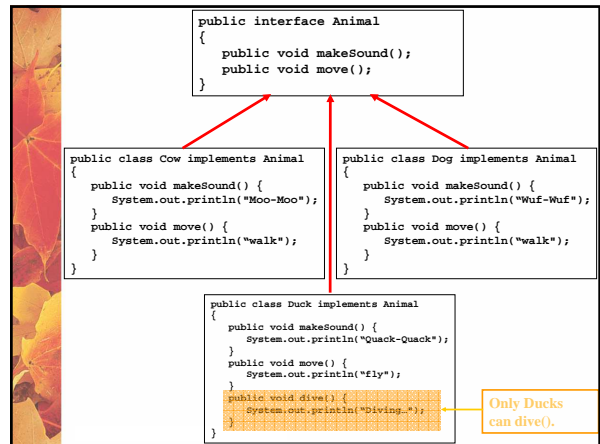 public interface Animal
{
public void makeSound();
public void move();
}
public class Cow implements Animal
{
public void makeSound() {
System.out.println("Moo-Moo");
}
public void move() {
System.out.println(“walk");
}
}
public class Dog implements Animal
{
public void makeSound() {
System.out.println(“Wuf-Wuf");
}
public void move() {
System.out.println(“walk");
}
}
public class Duck implements Animal
{
public void makeSound() {
System.out.println(“Quack-Quack");
}
public void move() {
System.out.println(“fly");
}
public void dive() {
System.out.println(“Diving…");
}
}
Only Ducks
can dive().